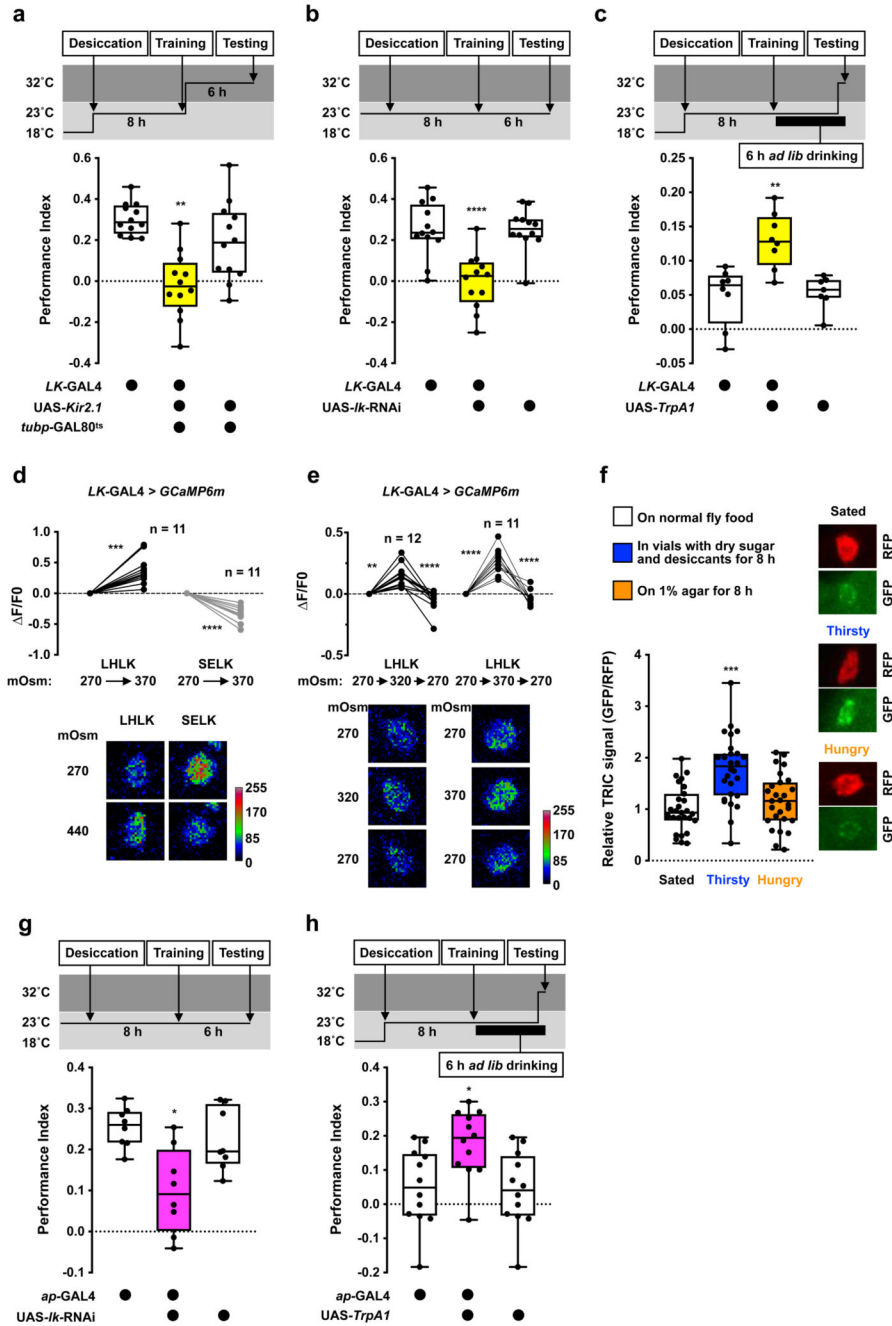 a
Desiccation Training Testing
32˚C
6 h
23˚C
8 h
18˚C
Performance Index
0.6
0.4
0.2
0.0
-0.2
-0.4
**
LK-GAL4
UAS-Kir2.1
tubp-GAL80ts
b
Desiccation Training Testing
32˚C
23˚C
8 h 6 h
18˚C
Performance Index
0.6
0.4
0.2
0.0
-0.2
-0.4
****
LK-GAL4
UAS-lk-RNAi
c
Desiccation Training Testing
32˚C
23˚C
8 h
18˚C
6 h ad lib drinking
Performance Index
0.25
0.20
0.15
0.10
0.05
0.00
-0.05
**
LK-GAL4
UAS-TrpA1
d
LK-GAL4 > GCaMP6m
ΔF/F0
1.0
0.5
0.0
-0.5
-1.0
n = 11
***
n = 11
****
LHLK SELK
mOsm: 270 370 270 370
LHLK SELK
mOsm
270
440
255
170
85
0
e
LK-GAL4 > GCaMP6m
ΔF/F0
0.5
0.0
-0.5
n = 12 n = 11
** **** **** ****
LHLK LHLK
mOsm: 270 320 270 270 370 270
mOsm mOsm
270 270
320 370
270 270
255
170
85
0
f
On normal fly food
In vials with dry sugar
and desiccants for 8 h
On 1% agar for 8 h
Relative TRIC signal (GFP/RFP)
4
3
2
1
0
***
Sated Thirsty Hungry
Sated
RFP
GFP
Thirsty
RFP
GFP
Hungry
RFP
GFP
g
Desiccation Training Testing
32˚C
23˚C
8 h 6 h
18˚C
Performance Index
0.4
0.3
0.2
0.1
0.0
-0.1
*
ap-GAL4
UAS-lk-RNAi
h
Desiccation Training Testing
32˚C
23˚C
8 h
18˚C
6 h ad lib drinking
Performance Index
0.4
0.3
0.2
0.1
0.0
-0.1
-0.2
*
ap-GAL4
UAS-TrpA1